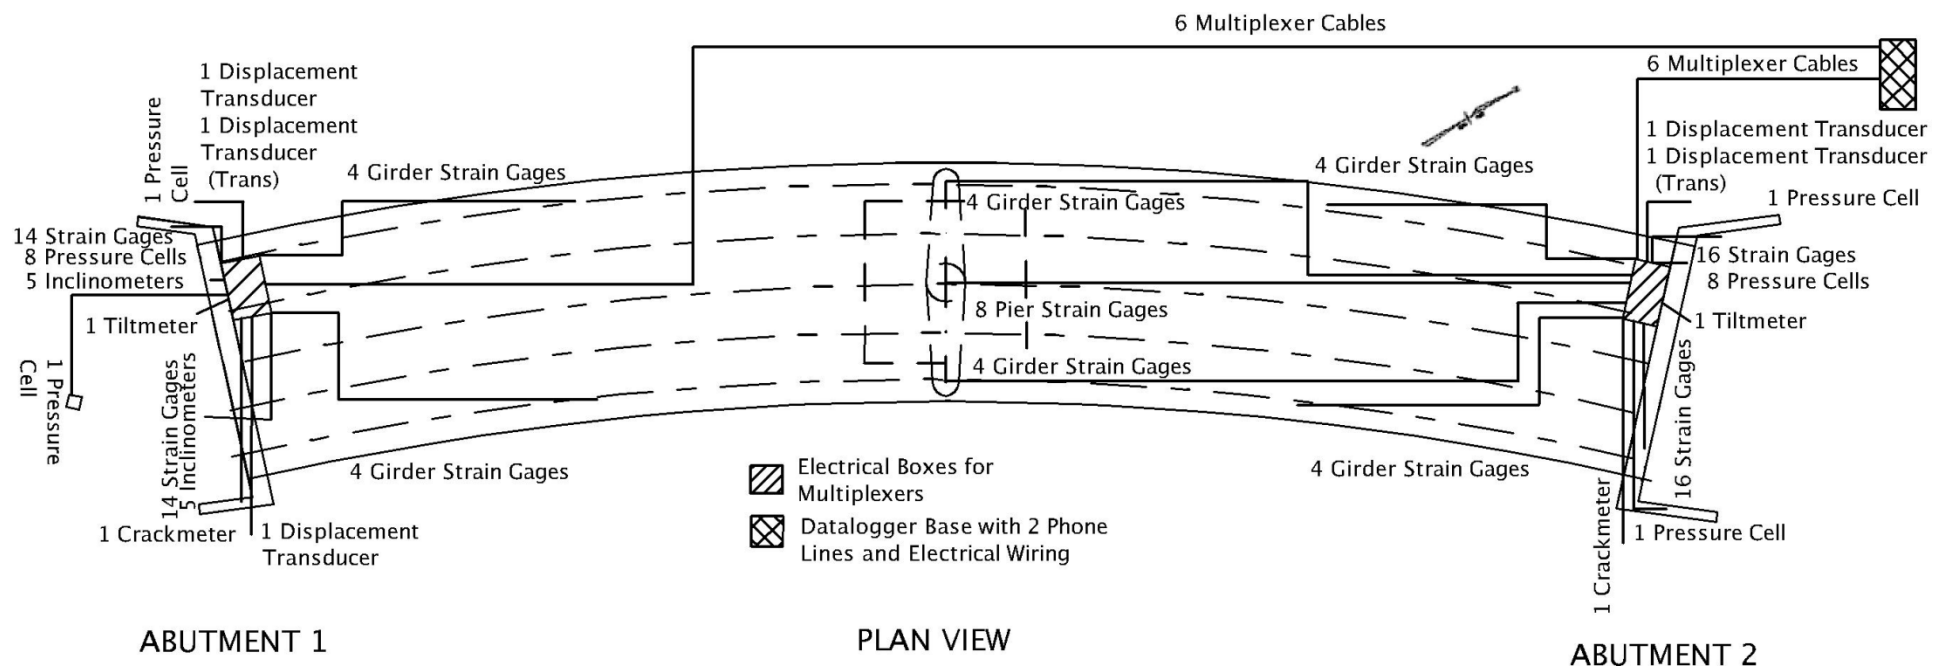 6 Multiplexer Cables
6 Multiplexer Cables
1 Displacement
Transducer
1 Displacement
Transducer
(Trans)
1 Pressure
Cell
4 Girder Strain Gages
4 Girder Strain Gages
1 Displacement Transducer
1 Displacement Transducer
(Trans)
1 Pressure Cell
4 Girder Strain Gages
14 Strain Gages
8 Pressure Cells
5 Inclinometers
16 Strain Gages
8 Pressure Cells
1 Tiltmeter
8 Pier Strain Gages
1 Tiltmeter
1 Pressure
Cell
14 Strain Gages
5 Inclinometers
4 Girder Strain Gages
16 Strain Gages
4 Girder Strain Gages
4 Girder Strain Gages
Electrical Boxes for
Multiplexers
Datalogger Base with 2 Phone
Lines and Electrical Wiring
1 Crackmeter
1 Displacement
Transducer
1 Crackmeter
1 Pressure Cell
ABUTMENT 1
PLAN VIEW
ABUTMENT 2